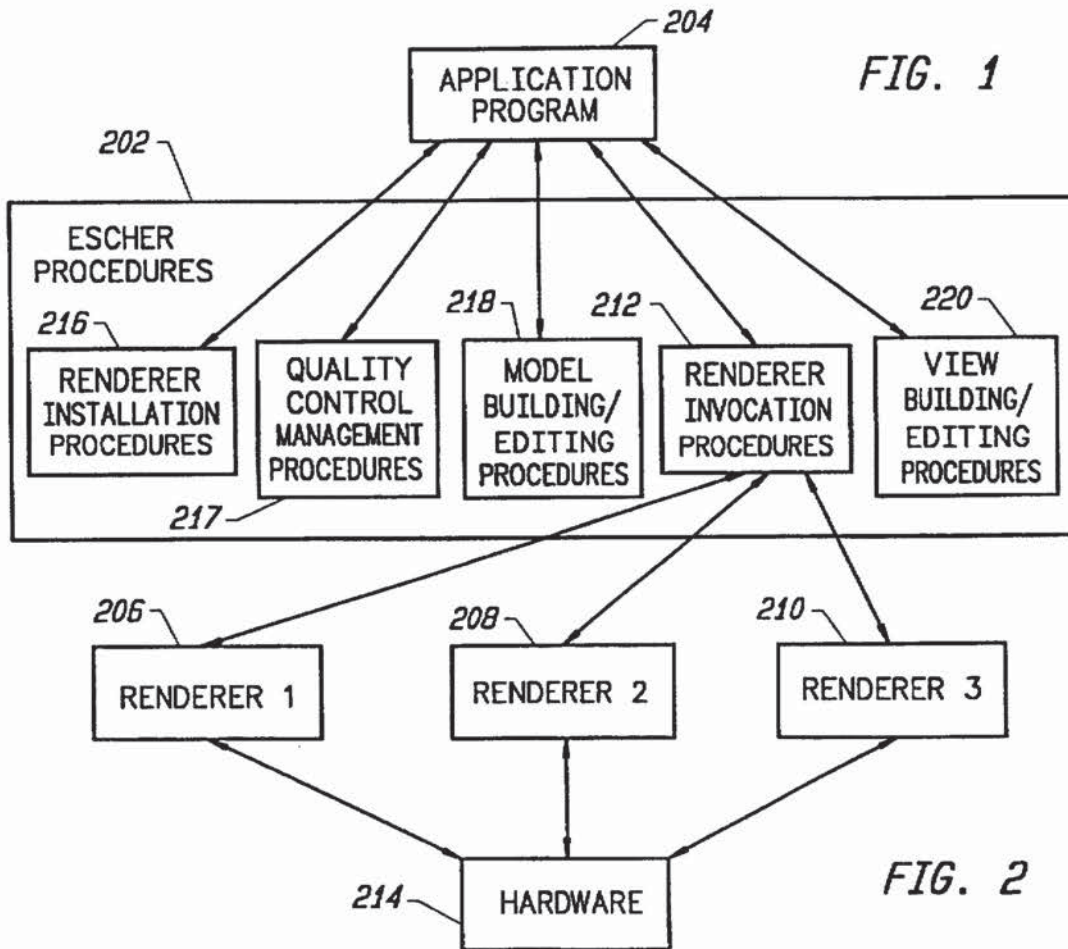 204
APPLICATION
PROGRAM
FIG. 1
202
ESCHER
PROCEDURES
216
RENDERER
INSTALLATION
PROCEDURES
QUALITY
CONTROL
MANAGEMENT
PROCEDURES
217
218
MODEL
BUILDING/
EDITING
PROCEDURES
212
RENDERER
INVOCATION
PROCEDURES
220
VIEW
BUILDING/
EDITING
PROCEDURES
206
RENDERER 1
208
RENDERER 2
210
RENDERER 3
214
HARDWARE
FIG. 2